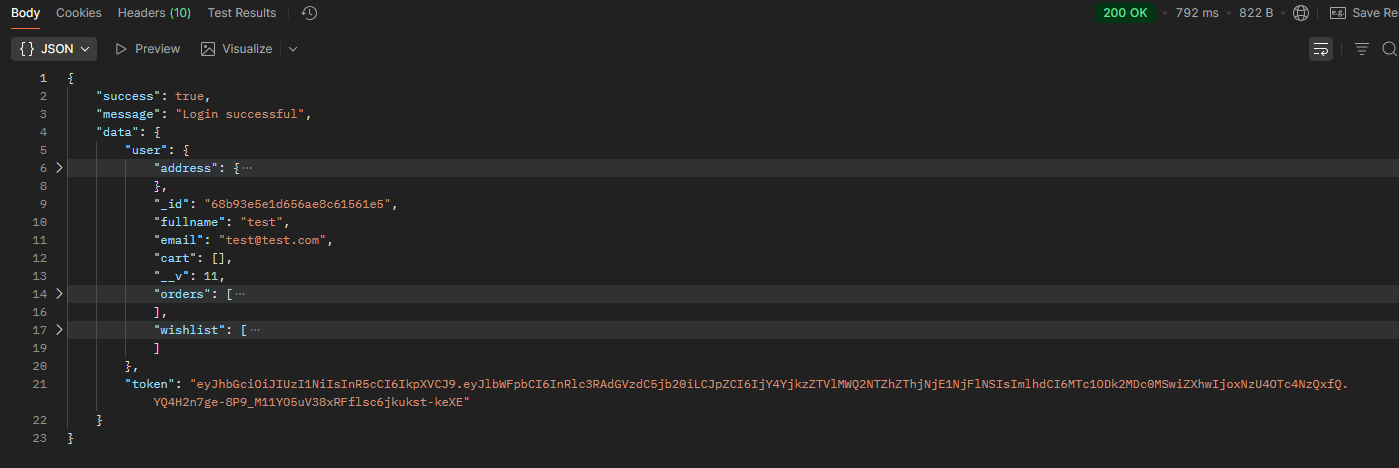 Body Cookies Headers (10) Test Results 200 OK • 792 ms • 822 B e.g. Save Re
{} JSON Preview Visualize
1 {
2 "success": true,
3 "message": "Login successful",
4 "data": {
5 "user": {
6 "address": {···
8 },
9 "_id": "68b93e5e1d656ae8c61561e5",
10 "fullname": "test",
11 "email": "test@test.com",
12 "cart": [],
13 "__v": 11,
14 "orders": [···
16 ],
17 "wishlist": [···
19 ]
20 },
21 "token": "eyJhbGciOiJIUzI1NiIsInR5cCI6IkpXVCJ9.eyJlbWFpbCI6InRlc3RAdGVzdC5jb20iLCJpZCI6IjY4YjkzZTVlMWQ2NTZhZThjNjE1NjFlNSIsImlhdCI6MTc1ODk2MDc0MSwiZXhwIjoxNzU4OTc4NzQxfQ.
YQ4H2n7ge-8P9_M11YO5uV38xRFflsc6jkukst-keXE"
22 }
23 }